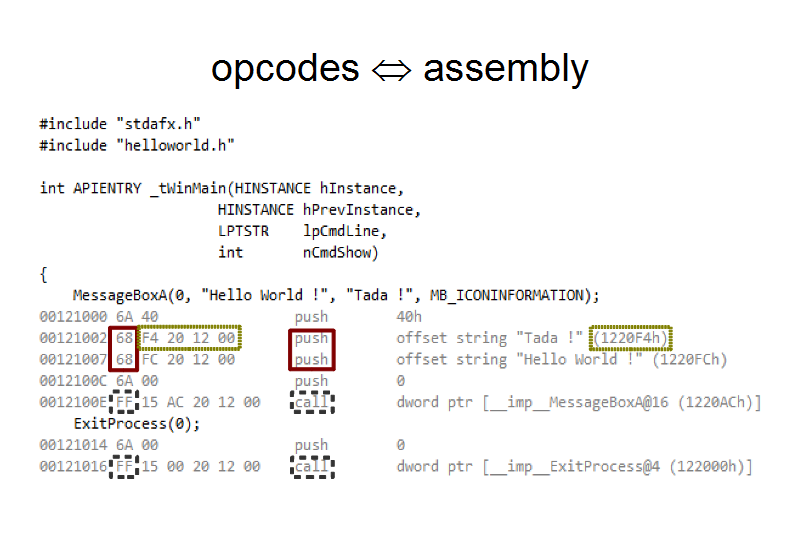 opcodes ⇔ assembly
#include "stdafx.h"
#include "helloworld.h"
int APIENTRY _tWinMain(HINSTANCE hInstance,
HINSTANCE hPrevInstance,
LPTSTR lpCmdLine,
int nCmdShow)
{
MessageBoxA(0, "Hello World !", "Tada !", MB_ICONINFORMATION);
00121000 6A 40 push 40h
00121002 68 F4 20 12 00 push offset string "Tada !" (1220F4h)
00121007 68 FC 20 12 00 push offset string "Hello World !" (1220FCh)
0012100C 6A 00 push 0
0012100E FF 15 AC 20 12 00 call dword ptr [__imp__MessageBoxA@16 (1220ACh)]
ExitProcess(0);
00121014 6A 00 push 0
00121016 FF 15 00 20 12 00 call dword ptr [__imp__ExitProcess@4 (122000h)]